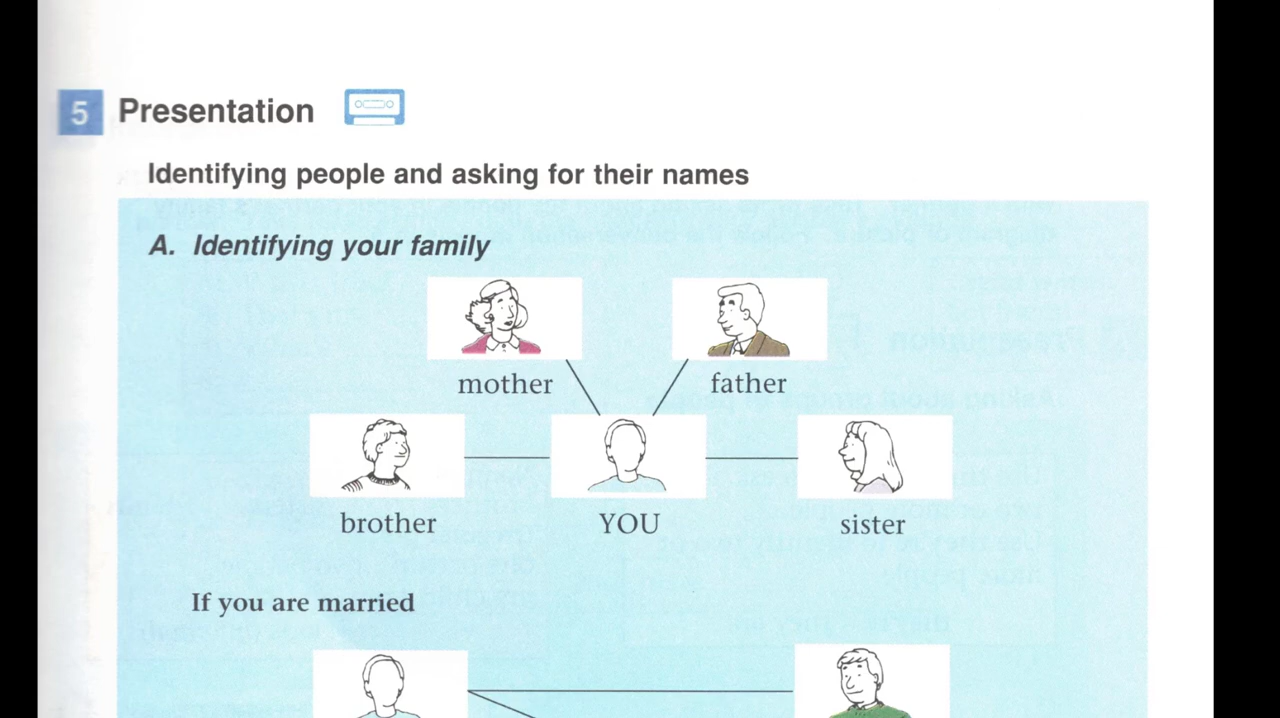 5 Presentation
Identifying people and asking for their names
A. Identifying your family
mother father
brother YOU sister
If you are married